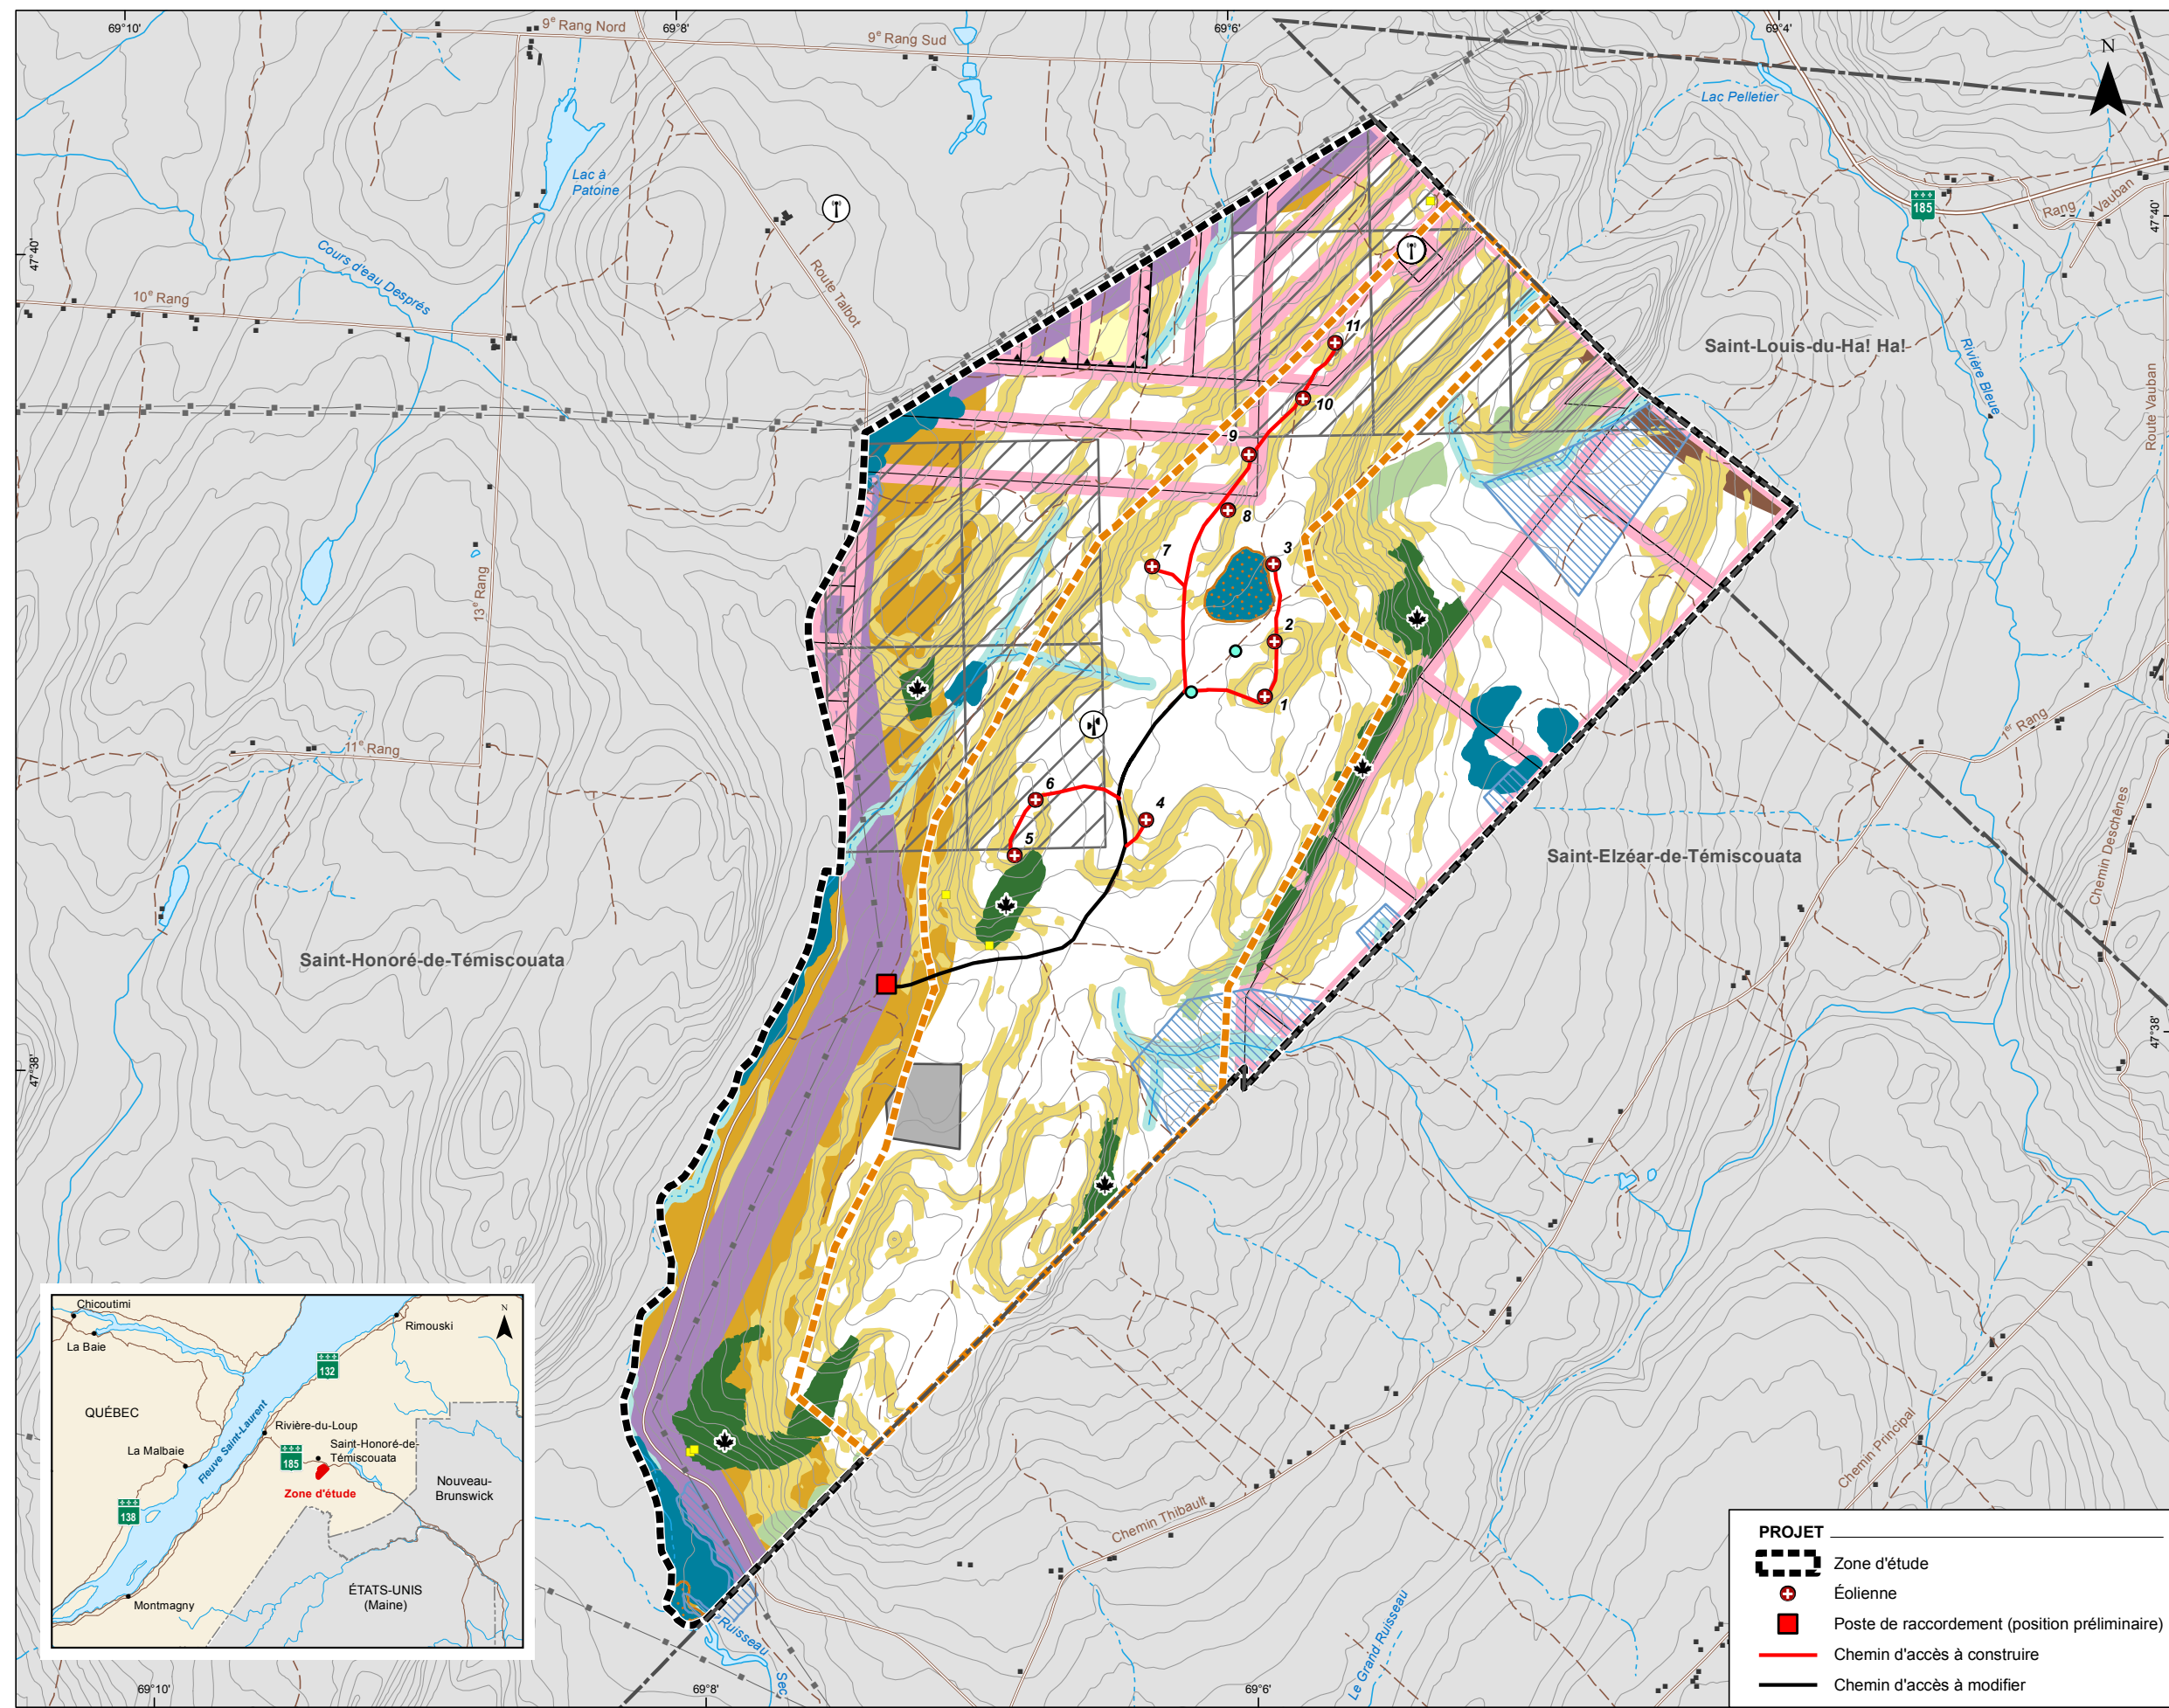 69°10'
69°8'
69°6'
69°4'
9e Rang Nord
9e Rang Sud
N
Lac Pelletier
Lac à
Patoine
185
Rang Vauban
47°40'
47°40'
Cours d'eau Després
Route Talbot
10e Rang
11
Saint-Louis-du-Ha! Ha!
Rivière Bleue
Route Vauban
10
9
8
7
3
13e Rang
2
1
11e Rang
1er Rang
6
4
5
Chemin Deschênes
Saint-Elzéar-de-Témiscouata
Saint-Honoré-de-Témiscouata
47°38'
47°38'
Chicoutimi
La Baie
Rimouski
N
132
QUÉBEC
Fleuve Saint-Laurent
Rivière-du-Loup
La Malbaie
185
Saint-Honoré-de-
Témiscouata
Zone d'étude
Nouveau-
Brunswick
138
ÉTATS-UNIS
(Maine)
Montmagny
Chemin Thibault
Chemin Principal
Ruisseau Sec
Le Grand Ruisseau
PROJET
Zone d'étude
Éolienne
Poste de raccordement (position préliminaire)
Chemin d'accès à construire
Chemin d'accès à modifier
69°10'
69°8'
69°6'